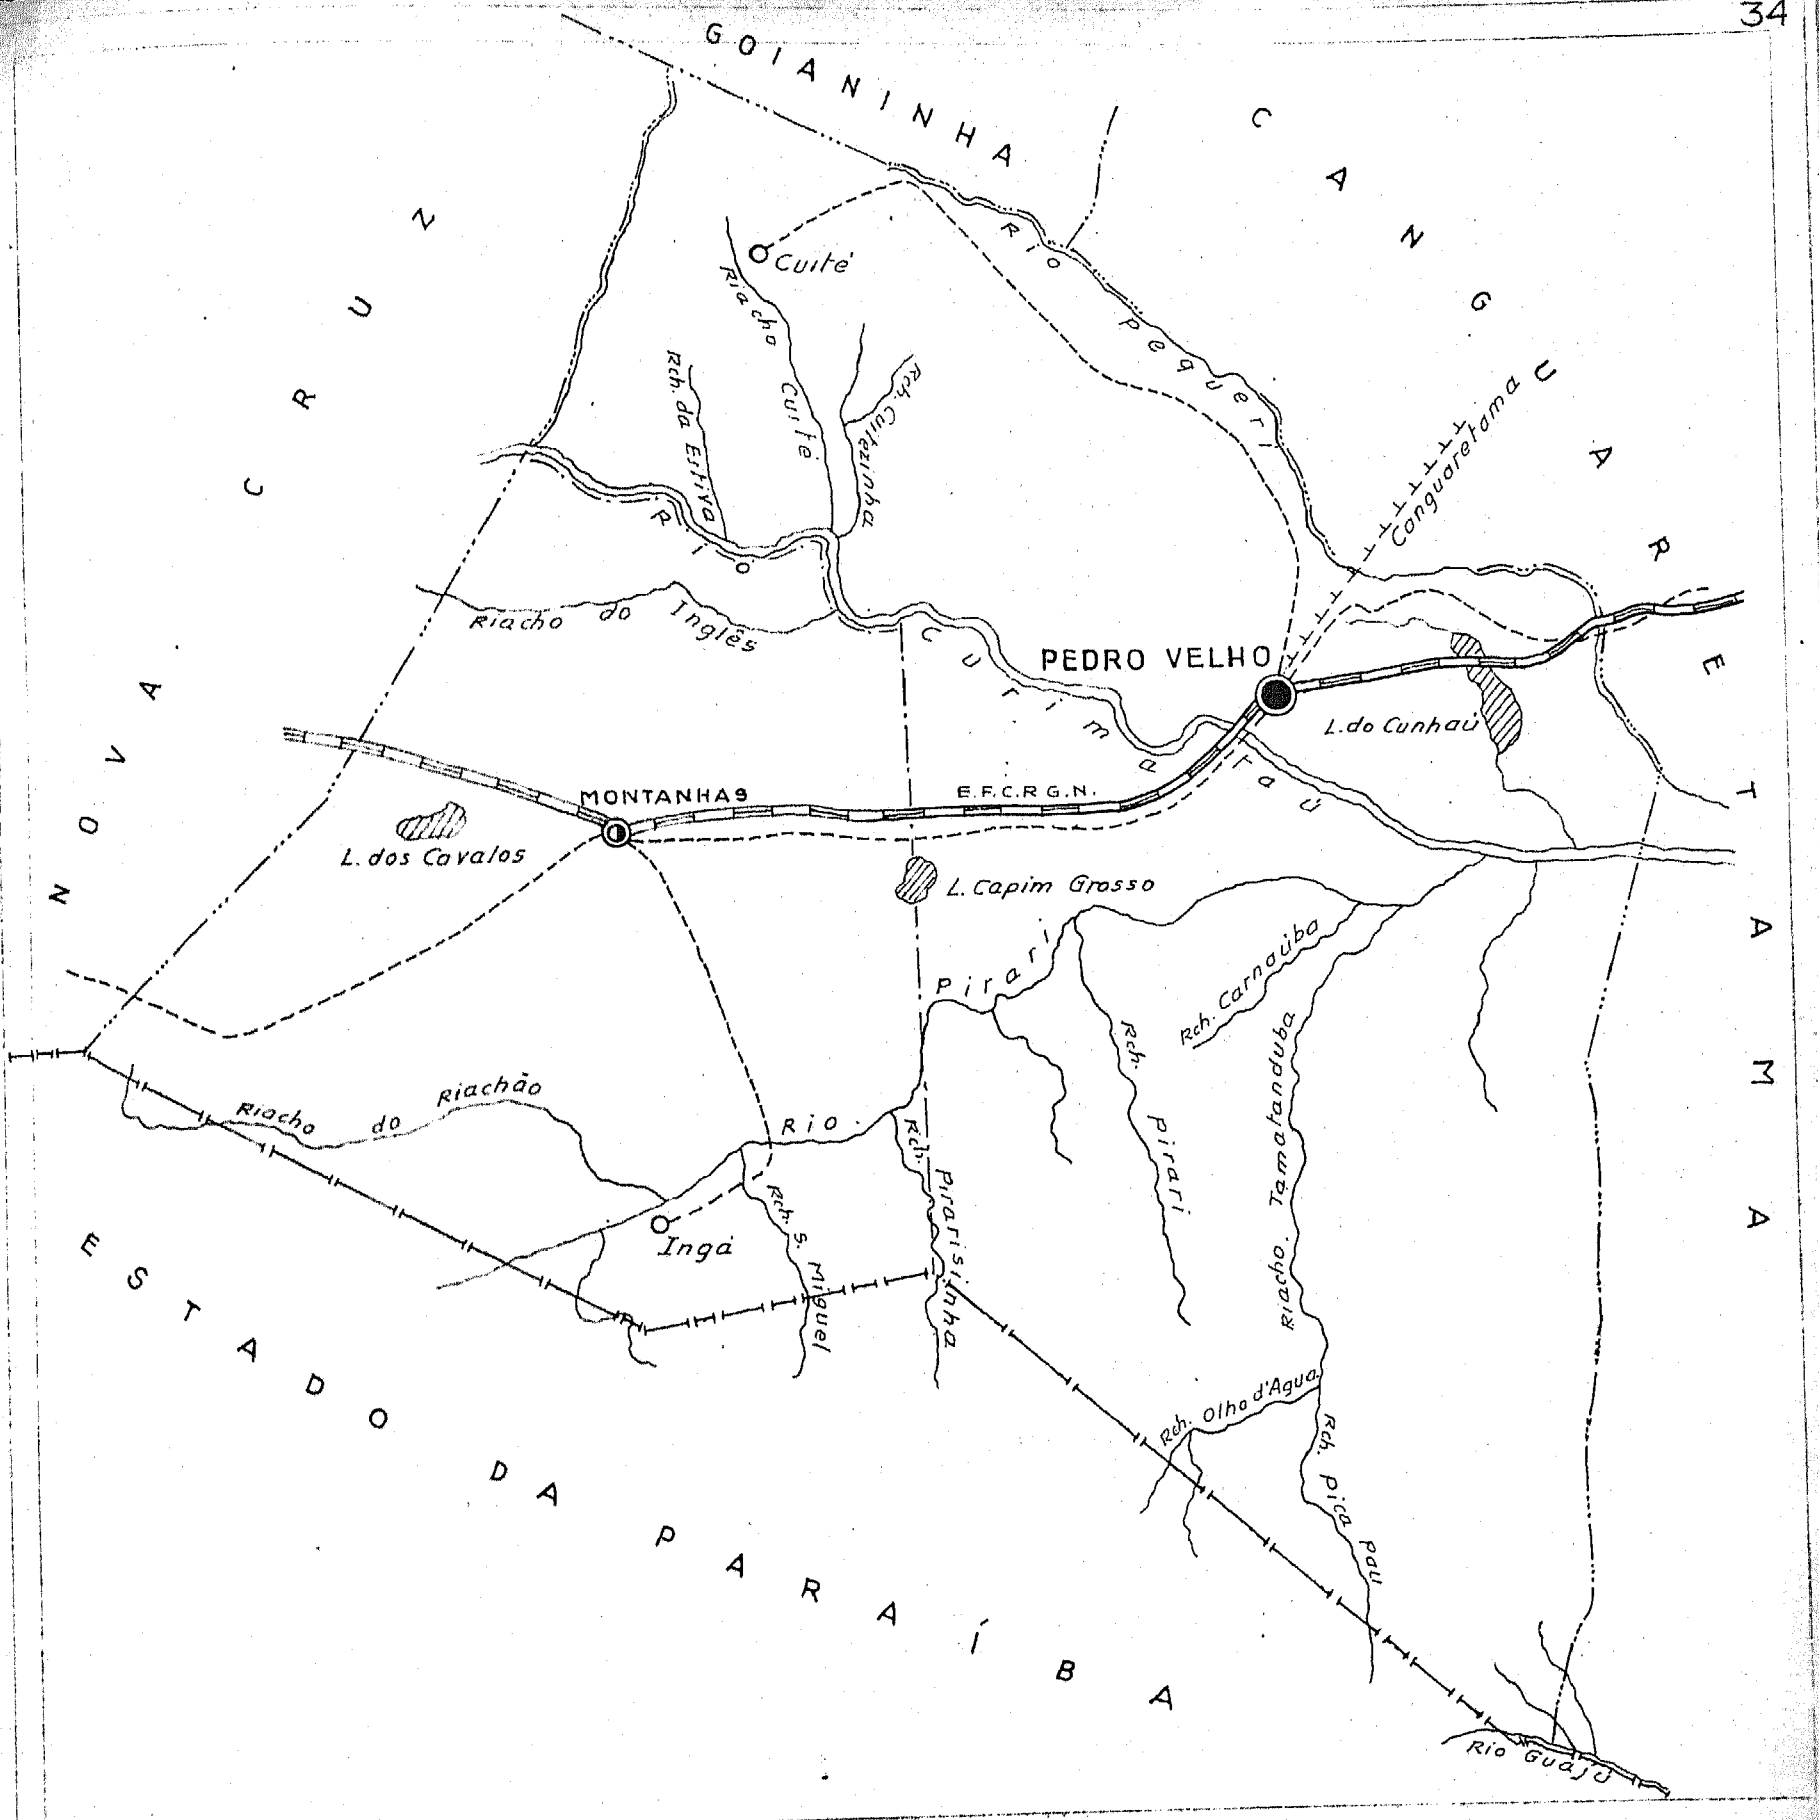 34
GOIANINHA
CANGUARETAMA
NOVA CRUZ
Cuité
Rio Pequeri
Riacho Cuité
Rch. da Estiva
Rch. Cuitezinha
Canguaretama
Rio Curimataú
Riacho do Inglês
PEDRO VELHO
L. do Cunhaú
MONTANHAS
E.F.C.R.G.N.
L. dos Cavalos
L. Capim Grosso
Rio Pirari
Rch. Carnaúba
Rch. Pirari
Riacho Tamatanduba
Riacho do Riachão
Rch. Pirarisinha
Rch. S. Miguel
Ingá
Rch. Olho d'Agua
Rch. Pica Pau
ESTADO DA PARAÍBA
Rio Guajú